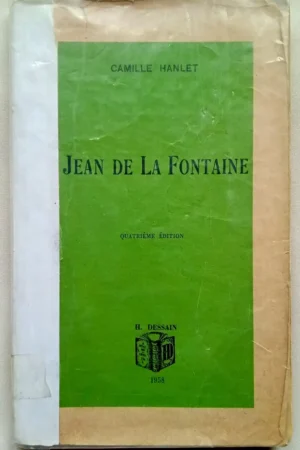 CAMILLE HANLET
JEAN DE LA FONTAINE
QUATRIÈME ÉDITION
H. DESSAIN
1958